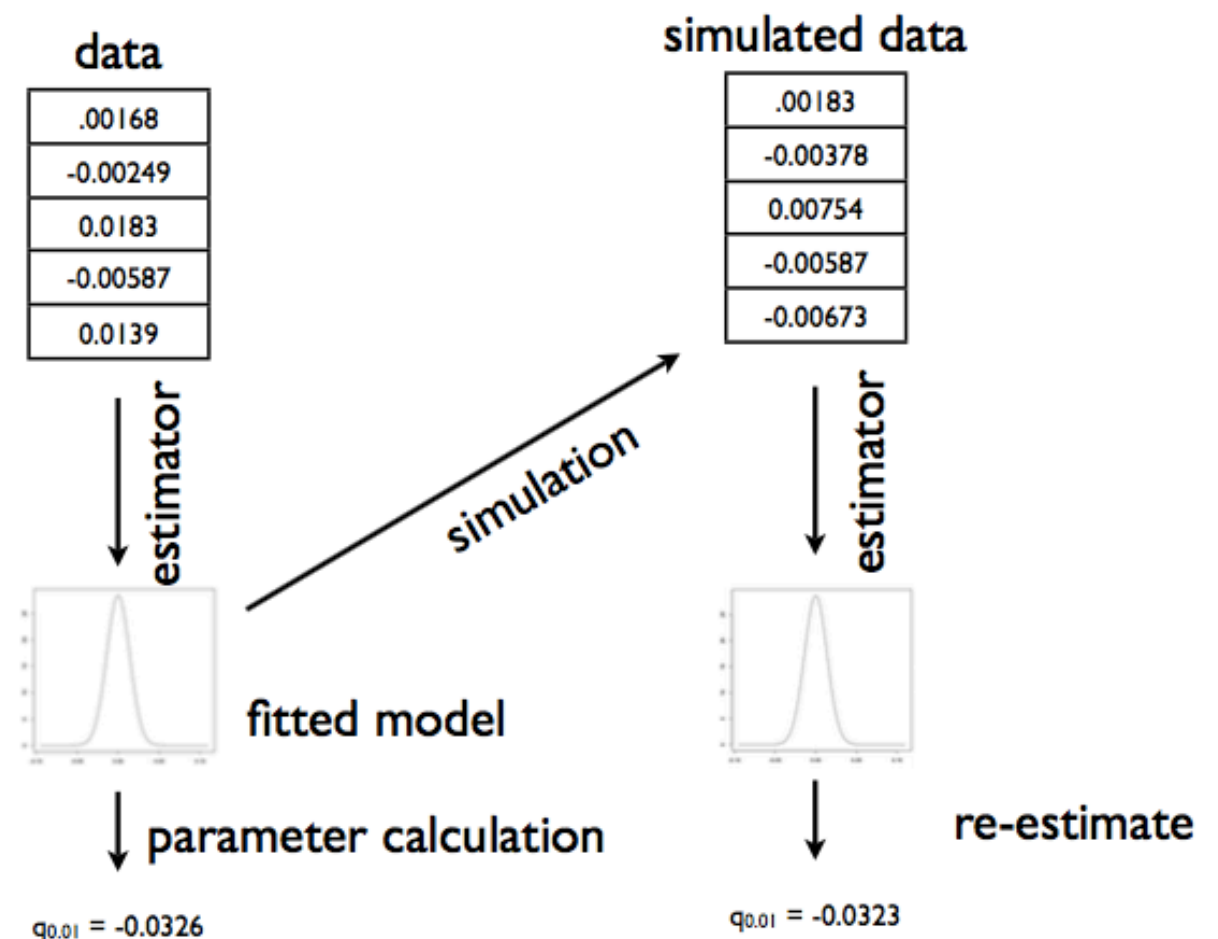 data
.00168
-0.00249
0.0183
-0.00587
0.0139
estimator
fitted model
parameter calculation
q0.01 = -0.0326
simulation
simulated data
.00183
-0.00378
0.00754
-0.00587
-0.00673
estimator
re-estimate
q0.01 = -0.0323